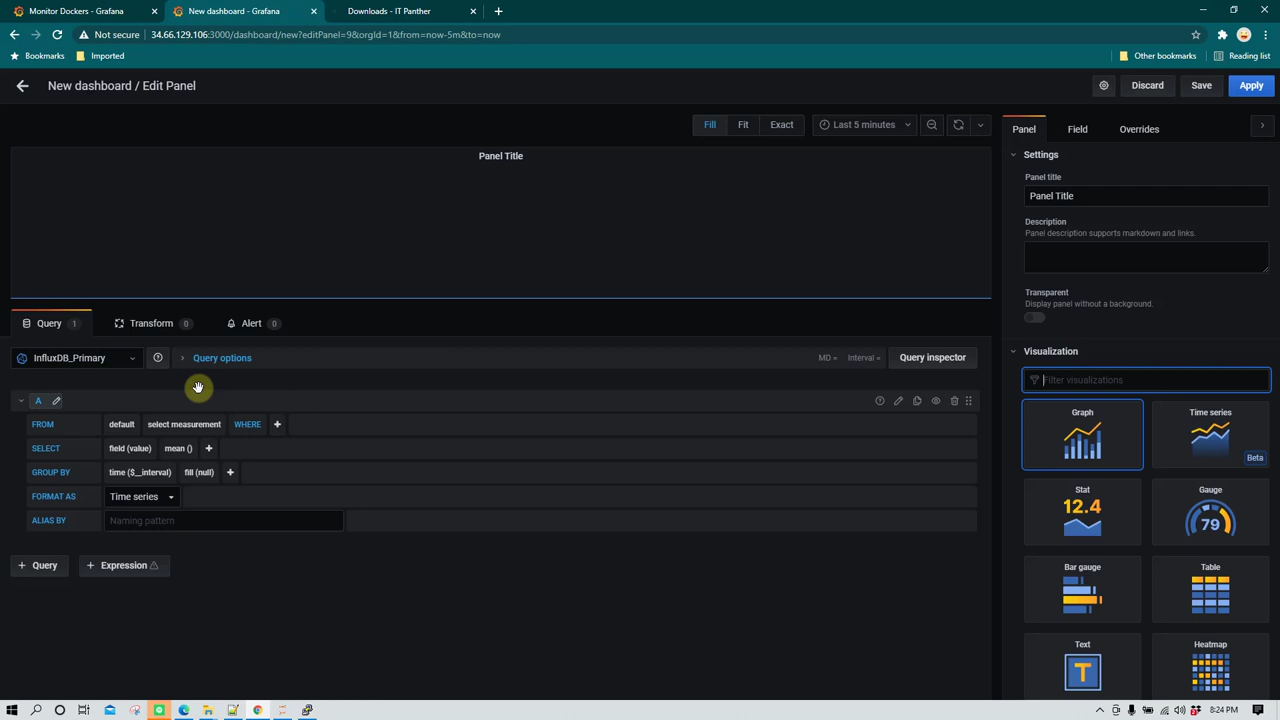 Monitor Dockers - Grafana
New dashboard - Grafana
Downloads - IT Panther
Not secure
34.66.129.106:3000/dashboard/new?editPanel=9&orgId=1&from=now-5m&to=now
Bookmarks
Imported
Other bookmarks
Reading list
New dashboard / Edit Panel
Discard
Save
Apply
Fill
Fit
Exact
Last 5 minutes
Panel
Field
Overrides
Panel Title
Settings
Panel title
Panel Title
Description
Panel description supports markdown and links.
Transparent
Display panel without a background.
Query 1
Transform 0
Alert 0
InfluxDB_Primary
Query options
MD =
Interval =
Query inspector
Visualization
Filter visualizations
A
FROM default select measurement WHERE +
SELECT field (value) mean () +
GROUP BY time ($__interval) fill (null) +
FORMAT AS Time series
ALIAS BY Naming pattern
+ Query
+ Expression
Graph
Time series
Beta
Stat
12.4
Gauge
79
Bar gauge
Table
Text
T
Heatmap
8:24 PM